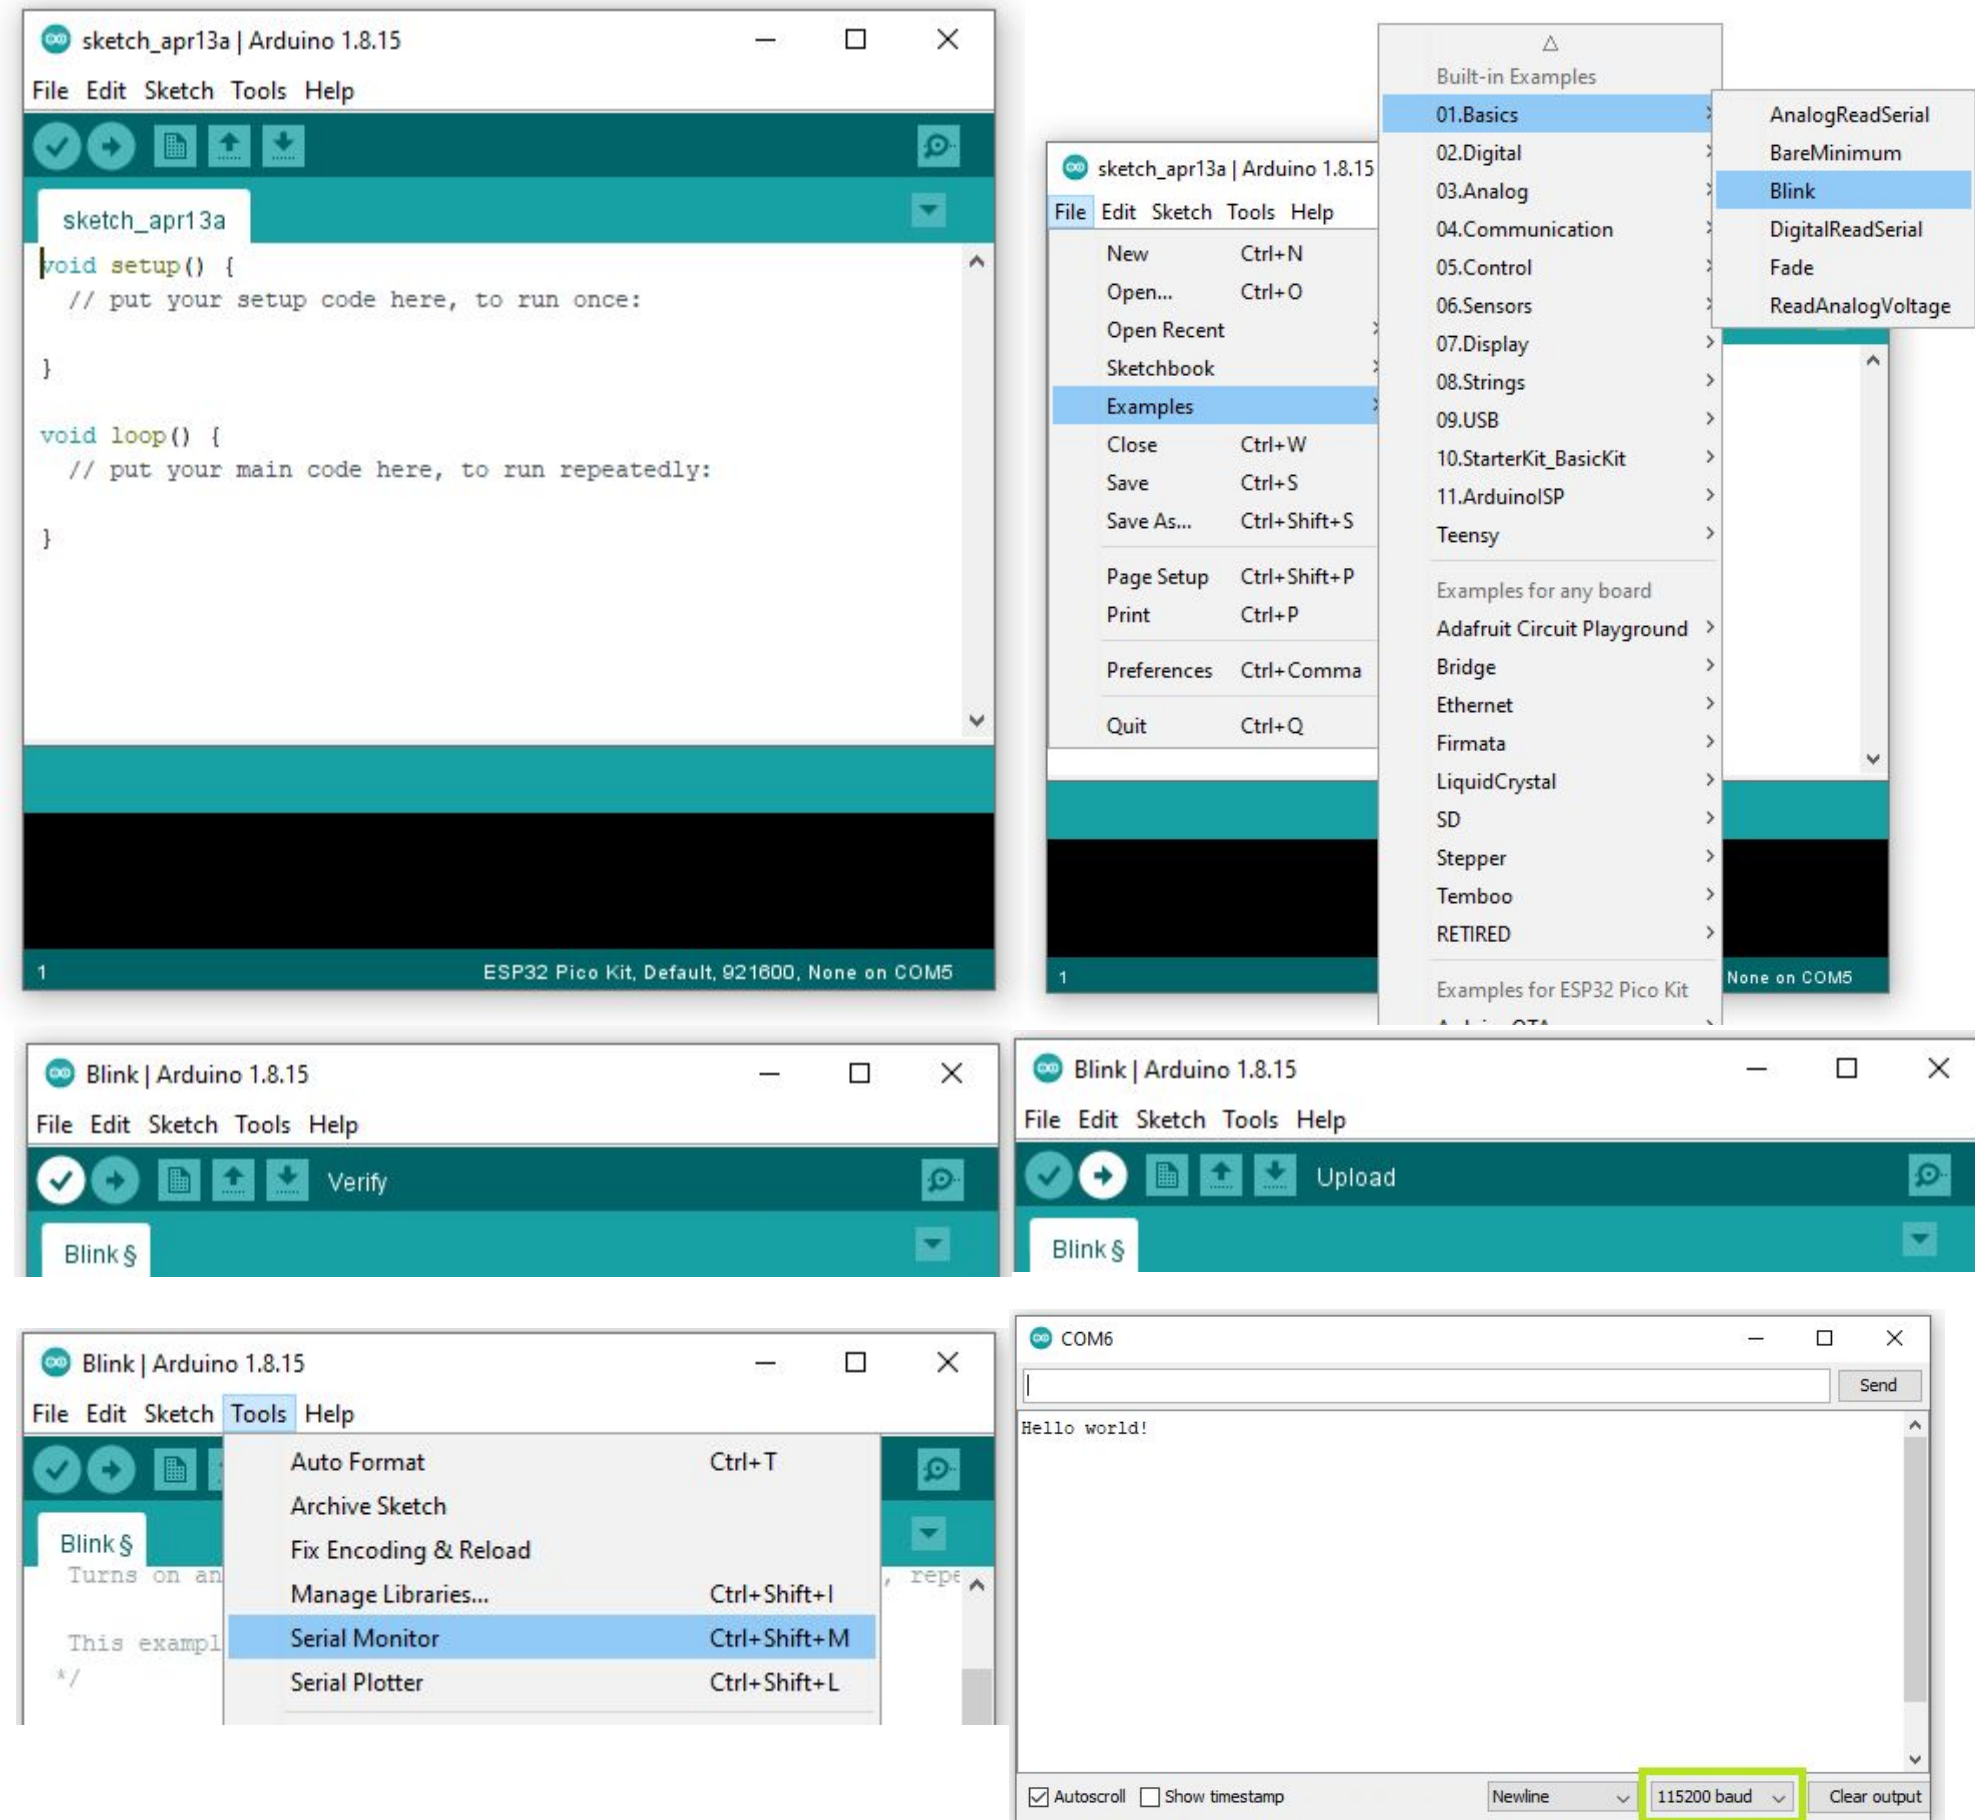 sketch_apr13a | Arduino 1.8.15
File Edit Sketch Tools Help
sketch_apr13a
void setup() {
// put your setup code here, to run once:
}
void loop() {
// put your main code here, to run repeatedly:
}
1
ESP32 Pico Kit, Default, 921600, None on COM5
sketch_apr13a | Arduino 1.8.15
File Edit Sketch Tools Help
New Ctrl+N
Open... Ctrl+O
Open Recent
Sketchbook
Examples
Close Ctrl+W
Save Ctrl+S
Save As... Ctrl+Shift+S
Page Setup Ctrl+Shift+P
Print Ctrl+P
Preferences Ctrl+Comma
Quit Ctrl+Q
1
Built-in Examples
01.Basics
02.Digital
03.Analog
04.Communication
05.Control
06.Sensors
07.Display
08.Strings
09.USB
10.StarterKit_BasicKit
11.ArduinoISP
Teensy
Examples for any board
Adafruit Circuit Playground
Bridge
Ethernet
Firmata
LiquidCrystal
SD
Stepper
Temboo
RETIRED
Examples for ESP32 Pico Kit
AnalogReadSerial
BareMinimum
Blink
DigitalReadSerial
Fade
ReadAnalogVoltage
None on COM5
Blink | Arduino 1.8.15
File Edit Sketch Tools Help
Verify
Blink §
Blink | Arduino 1.8.15
File Edit Sketch Tools Help
Upload
Blink §
Blink | Arduino 1.8.15
File Edit Sketch Tools Help
Blink §
Turns on an
, repe
This exampl
*/
Auto Format Ctrl+T
Archive Sketch
Fix Encoding & Reload
Manage Libraries... Ctrl+Shift+I
Serial Monitor Ctrl+Shift+M
Serial Plotter Ctrl+Shift+L
COM6
Send
Hello world!
Autoscroll Show timestamp Newline 115200 baud Clear output